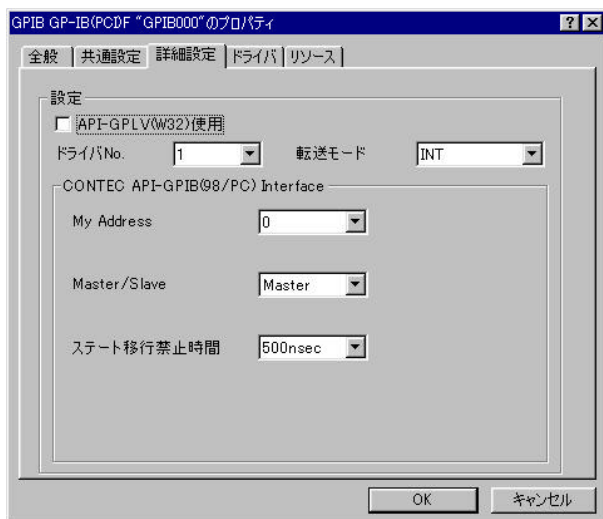 GPIB GP-IB(PCI)F "GPIB000"のプロパティ
全般 共通設定 詳細設定 ドライバ リソース
設定
API-GPLV(W32)使用
ドライバNo. 1 転送モード INT
CONTEC API-GPIB(98/PC) Interface
My Address 0
Master/Slave Master
ステート移行禁止時間 500nsec
OK キャンセル